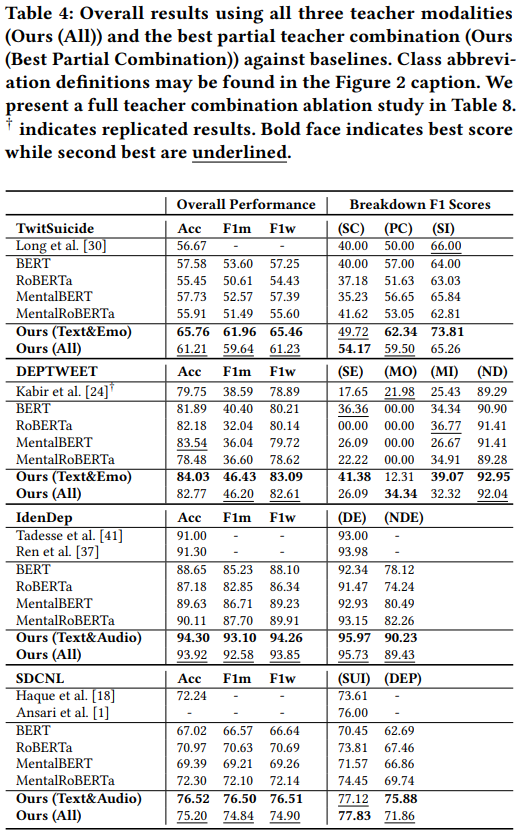 Table 4: Overall results using all three teacher modalities
(Ours (All)) and the best partial teacher combination (Ours
(Best Partial Combination)) against baselines. Class abbrevi-
ation definitions may be found in the Figure 2 caption. We
present a full teacher combination ablation study in Table 8.
† indicates replicated results. Bold face indicates best score
while second best are underlined.
Overall Performance Breakdown F1 Scores
TwitSuicide Acc F1m F1w (SC) (PC) (SI)
Long et al. [30] 56.67 - - 40.00 50.00 66.00
BERT 57.58 53.60 57.25 40.00 57.00 64.00
RoBERTa 55.45 50.61 54.43 37.18 51.63 63.03
MentalBERT 57.73 52.57 57.39 35.23 56.65 65.84
MentalRoBERTa 55.91 51.49 55.60 41.62 53.05 62.81
Ours (Text&Emo) 65.76 61.96 65.46 49.72 62.34 73.81
Ours (All) 61.21 59.64 61.23 54.17 59.50 65.26
DEPTWEET Acc F1m F1w (SE) (MO) (MI) (ND)
Kabir et al. [24]† 79.75 38.59 78.89 17.65 21.98 25.43 89.29
BERT 81.89 40.40 80.21 36.36 00.00 34.34 90.90
RoBERTa 82.18 32.04 80.14 00.00 00.00 36.77 91.41
MentalBERT 83.54 36.04 79.72 26.09 00.00 26.67 91.41
MentalRoBERTa 78.48 36.60 78.62 22.22 00.00 34.91 89.28
Ours (Text&Emo) 84.03 46.43 83.09 41.38 12.31 39.07 92.95
Ours (All) 82.77 46.20 82.61 26.09 34.34 32.32 92.04
IdenDep Acc F1m F1w (DE) (NDE)
Tadesse et al. [41] 91.00 - - 93.00 -
Ren et al. [37] 91.30 - - 93.98 -
BERT 88.65 85.23 88.10 92.34 78.12
RoBERTa 87.18 82.85 86.34 91.47 74.24
MentalBERT 89.63 86.71 89.23 92.93 80.49
MentalRoBERTa 90.11 87.70 89.91 93.15 82.26
Ours (Text&Audio) 94.30 93.10 94.26 95.97 90.23
Ours (All) 93.92 92.58 93.85 95.73 89.43
SDCNL Acc F1m F1w (SUI) (DEP)
Haque et al. [18] 72.24 - - 73.61 -
Ansari et al. [1] - - - 76.00 -
BERT 67.02 66.57 66.64 70.45 62.69
RoBERTa 70.97 70.63 70.69 73.81 67.46
MentalBERT 69.39 69.21 69.26 71.57 66.86
MentalRoBERTa 72.30 72.10 72.14 74.45 69.74
Ours (Text&Audio) 76.52 76.50 76.51 77.12 75.88
Ours (All) 75.20 74.84 74.90 77.83 71.86